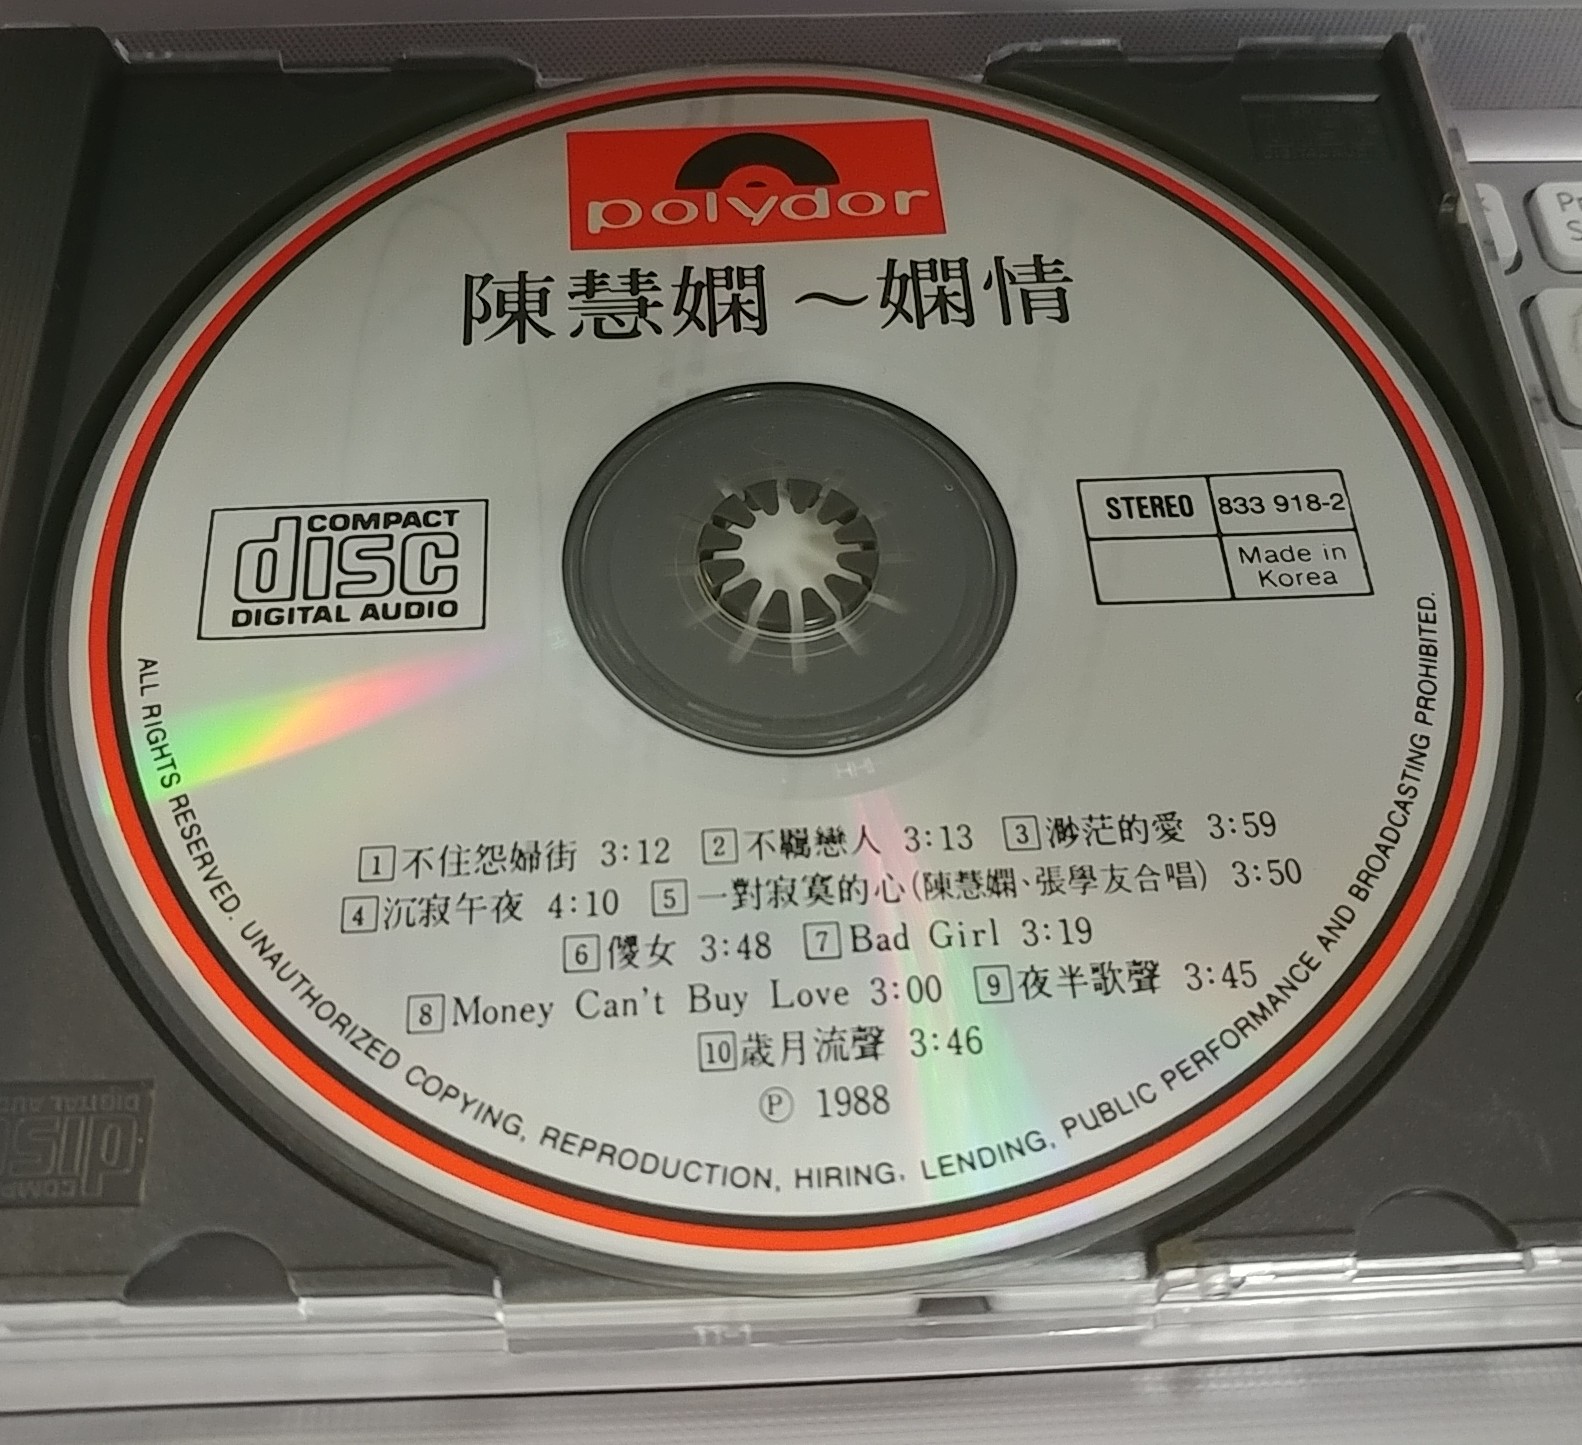 polydor
陳慧嫻～嫻情
COMPACT
disc
DIGITAL AUDIO
STEREO 833 918-2
Made in
Korea
1 不住怨婦街 3:12 2 不羈戀人 3:13 3 渺茫的愛 3:59
4 沉寂午夜 4:10 5 一對寂寞的心(陳慧嫻、張學友合唱) 3:50
6 儍女 3:48 7 Bad Girl 3:19
8 Money Can't Buy Love 3:00 9 夜半歌聲 3:45
10 歲月流聲 3:46
Ⓟ 1988
ALL RIGHTS RESERVED. UNAUTHORIZED COPYING, REPRODUCTION, HIRING, LENDING, PUBLIC PERFORMANCE AND BROADCASTING PROHIBITED.